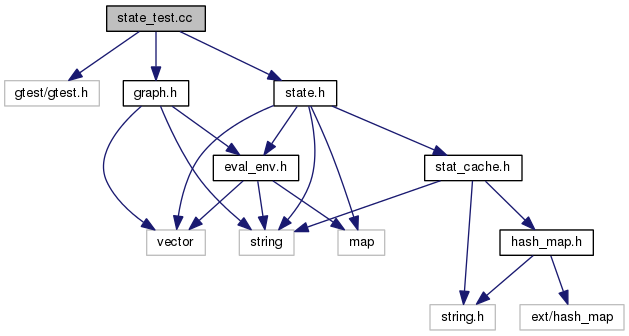 state_test.cc
gtest/gtest.h
graph.h
state.h
eval_env.h
stat_cache.h
vector
string
map
hash_map.h
string.h
ext/hash_map